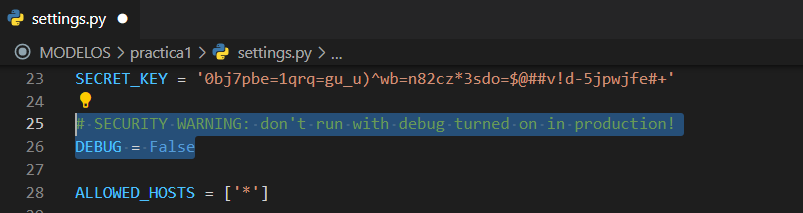 settings.py
MODELOS > practica1 > settings.py > ...
23 SECRET_KEY = '0bj7pbe=1qrq=gu_u)^wb=n82cz*3sdo=$@##v!d-5jpwjfe#+'
24
25 # SECURITY WARNING: don't run with debug turned on in production!
26 DEBUG = False
27
28 ALLOWED_HOSTS = ['*']